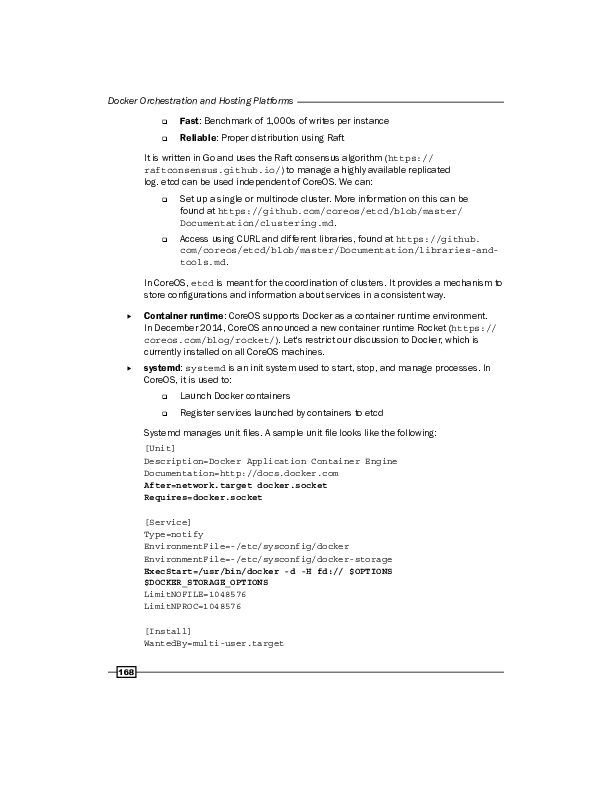 Docker Orchestration and Hosting Platforms
❑ Fast: Benchmark of 1,000s of writes per instance
❑ Reliable: Proper distribution using Raft
It is written in Go and uses the Raft consensus algorithm (https://
raftconsensus.github.io/) to manage a highly available replicated
log. etcd can be used independent of CoreOS. We can:
❑ Set up a single or multinode cluster. More information on this can be
found at https://github.com/coreos/etcd/blob/master/
Documentation/clustering.md.
❑ Access using CURL and different libraries, found at https://github.
com/coreos/etcd/blob/master/Documentation/libraries-and-
tools.md.
In CoreOS, etcd is meant for the coordination of clusters. It provides a mechanism to
store configurations and information about services in a consistent way.
► Container runtime: CoreOS supports Docker as a container runtime environment.
In December 2014, CoreOS announced a new container runtime Rocket (https://
coreos.com/blog/rocket/). Let's restrict our discussion to Docker, which is
currently installed on all CoreOS machines.
► systemd: systemd is an init system used to start, stop, and manage processes. In
CoreOS, it is used to:
❑ Launch Docker containers
❑ Register services launched by containers to etcd
Systemd manages unit files. A sample unit file looks like the following:
[Unit]
Description=Docker Application Container Engine
Documentation=http://docs.docker.com
After=network.target docker.socket
Requires=docker.socket
[Service]
Type=notify
EnvironmentFile=-/etc/sysconfig/docker
EnvironmentFile=-/etc/sysconfig/docker-storage
ExecStart=/usr/bin/docker -d -H fd:// $OPTIONS
$DOCKER_STORAGE_OPTIONS
LimitNOFILE=1048576
LimitNPROC=1048576
[Install]
WantedBy=multi-user.target
168